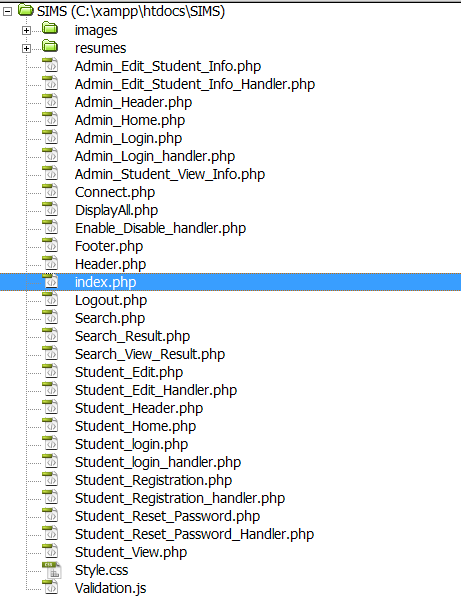 SIMS (C:\xampp\htdocs\SIMS)
images
resumes
Admin_Edit_Student_Info.php
Admin_Edit_Student_Info_Handler.php
Admin_Header.php
Admin_Home.php
Admin_Login.php
Admin_Login_handler.php
Admin_Student_View_Info.php
Connect.php
DisplayAll.php
Enable_Disable_handler.php
Footer.php
Header.php
index.php
Logout.php
Search.php
Search_Result.php
Search_View_Result.php
Student_Edit.php
Student_Edit_Handler.php
Student_Header.php
Student_Home.php
Student_login.php
Student_login_handler.php
Student_Registration.php
Student_Registration_handler.php
Student_Reset_Password.php
Student_Reset_Password_Handler.php
Student_View.php
Style.css
Validation.js